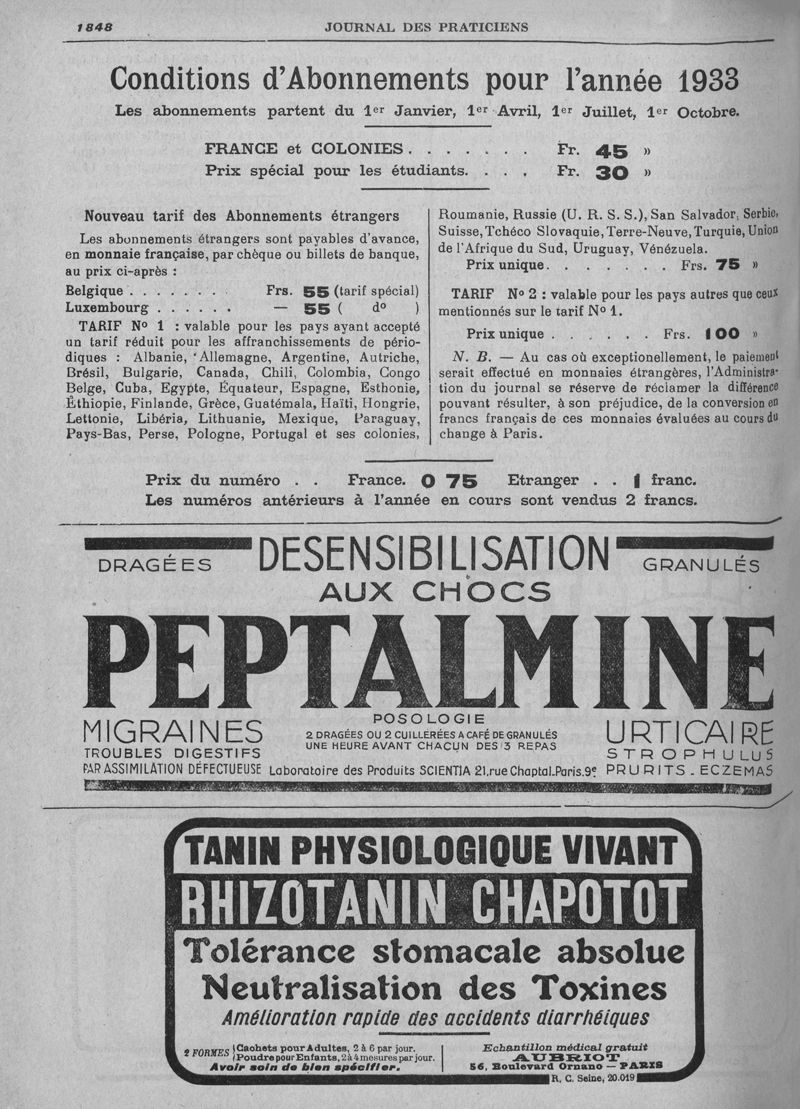 1848
JOURNAL DES PRATICIENS
Conditions d'Abonnements pour l'année 1933
Les abonnements partent du 1er Janvier, 1er Avril, 1er Juillet, 1er Octobre.
FRANCE et COLONIES . . . . . . . Fr. 45 »
Prix spécial pour les étudiants. . . . Fr. 30 »
Nouveau tarif des Abonnements étrangers
Les abonnements étrangers sont payables d'avance,
en monnaie française, par chèque ou billets de banque,
au prix ci-après :
Belgique . . . . . . . . Frs. 55 (tarif spécial)
Luxembourg . . . . . . — 55 ( do )
TARIF No 1 : valable pour les pays ayant accepté
un tarif réduit pour les affranchissements de pério-
diques : Albanie, Allemagne, Argentine, Autriche,
Brésil, Bulgarie, Canada, Chili, Colombia, Congo
Belge, Cuba, Egypte, Équateur, Espagne, Esthonie,
Éthiopie, Finlande, Grèce, Guatémala, Haïti, Hongrie,
Lettonie, Libéria, Lithuanie, Mexique, Paraguay,
Pays-Bas, Perse, Pologne, Portugal et ses colonies,
Roumanie, Russie (U. R. S. S.), San Salvador, Serbie,
Suisse, Tchéco Slovaquie, Terre-Neuve, Turquie, Union
de l'Afrique du Sud, Uruguay, Vénézuela.
Prix unique . . . . . . . Frs. 75 »
TARIF No 2 : valable pour les pays autres que ceux
mentionnés sur le tarif No 1.
Prix unique . . . . . . Frs. 100 »
N. B. — Au cas où exceptionellement, le paiement
serait effectué en monnaies étrangères, l'Administra-
tion du journal se réserve de réclamer la différence
pouvant résulter, à son préjudice, de la conversion en
francs français de ces monnaies évaluées au cours du
change à Paris.
Prix du numéro . . France. 0 75 Etranger . . 1 franc.
Les numéros antérieurs à l'année en cours sont vendus 2 francs.
DRAGÉES DESENSIBILISATION GRANULÉS
AUX CHOCS
PEPTALMINE
MIGRAINES
TROUBLES DIGESTIFS
PAR ASSIMILATION DÉFECTUEUSE
POSOLOGIE
2 DRAGÉES OU 2 CUILLERÉES A CAFÉ DE GRANULÉS
UNE HEURE AVANT CHACUN DES 3 REPAS
Laboratoire des Produits SCIENTIA 21, rue Chaptal. Paris. 9e
URTICAIRE
STROPHULUS
PRURITS - ECZEMAS
TANIN PHYSIOLOGIQUE VIVANT
RHIZOTANIN CHAPOTOT
Tolérance stomacale absolue
Neutralisation des Toxines
Amélioration rapide des accidents diarrhéiques
2 FORMES { Cachets pour Adultes, 2 à 6 par jour.
Poudre pour Enfants, 2 à 4 mesures par jour.
Avoir soin de bien spécifier.
Echantillon médical gratuit
AUBRIOT
56, Boulevard Ornano — PARIS
R. C. Seine, 20.019